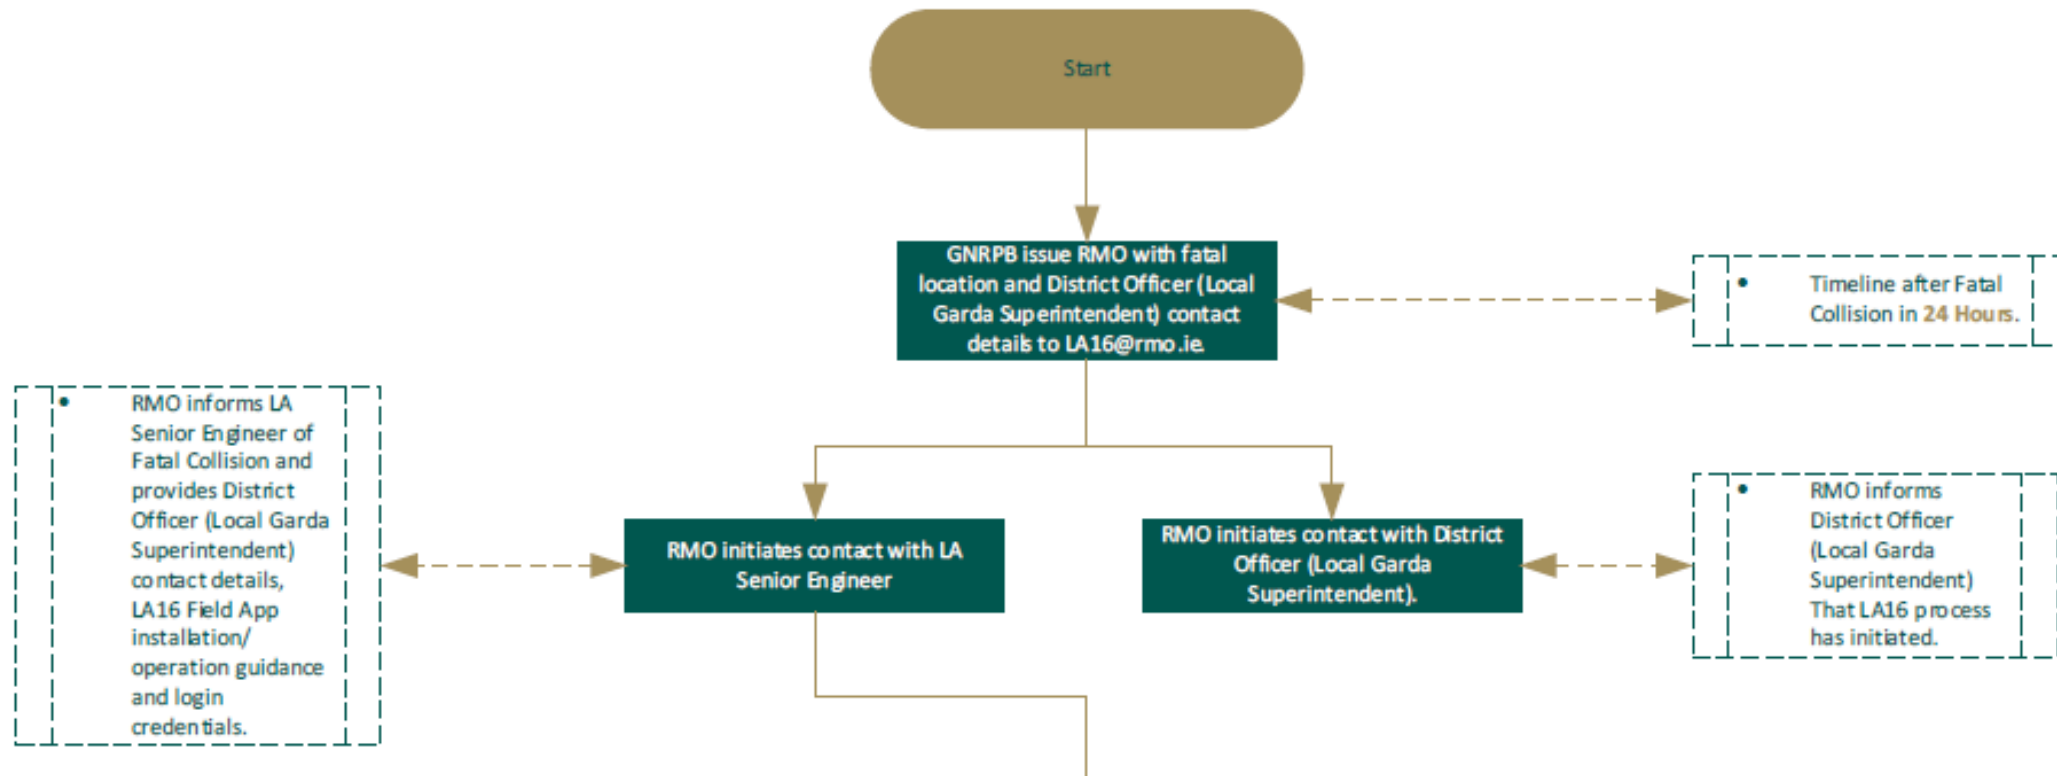 Start
GNRPB issue RMO with fatal
location and District Officer (Local
Garda Superintendent) contact
details to LA16@rmo.ie.
• Timeline after Fatal
Collision in 24 Hours.
• RMO informs LA
Senior Engineer of
Fatal Collision and
provides District
Officer (Local Garda
Superintendent)
contact details,
LA16 Field App
installation/
operation guidance
and login
credentials.
RMO initiates contact with LA
Senior Engineer
RMO initiates contact with District
Officer (Local Garda
Superintendent).
• RMO informs
District Officer
(Local Garda
Superintendent)
That LA16 process
has initiated.